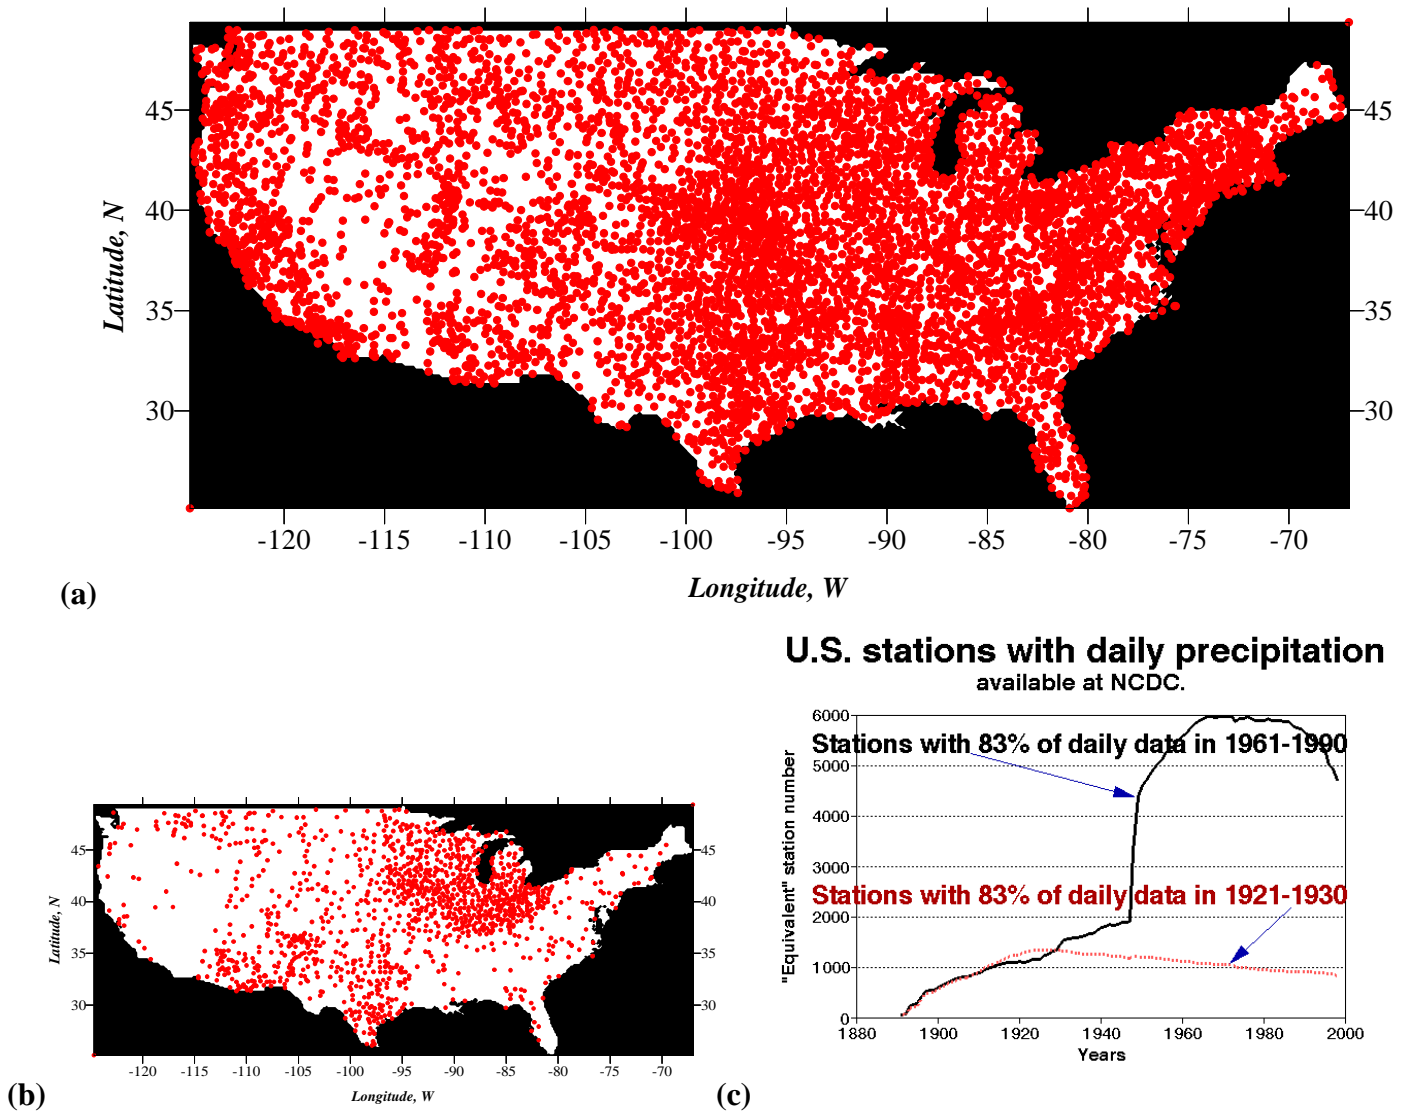 45
45
40
40
35
35
30
30
Latitude, N
-120 -115 -110 -105 -100 -95 -90 -85 -80 -75 -70
Longitude, W
(a)
U.S. stations with daily precipitation
available at NCDC.
6000
Stations with 83% of daily data in 1961-1990
5000
4000
3000
Stations with 83% of daily data in 1921-1930
2000
1000
0
"Equivalent" station number
1880 1900 1920 1940 1960 1980 2000
Years
(c)
45
45
40
40
35
35
30
30
Latitude, N
-120 -115 -110 -105 -100 -95 -90 -85 -80 -75 -70
Longitude, W
(b)